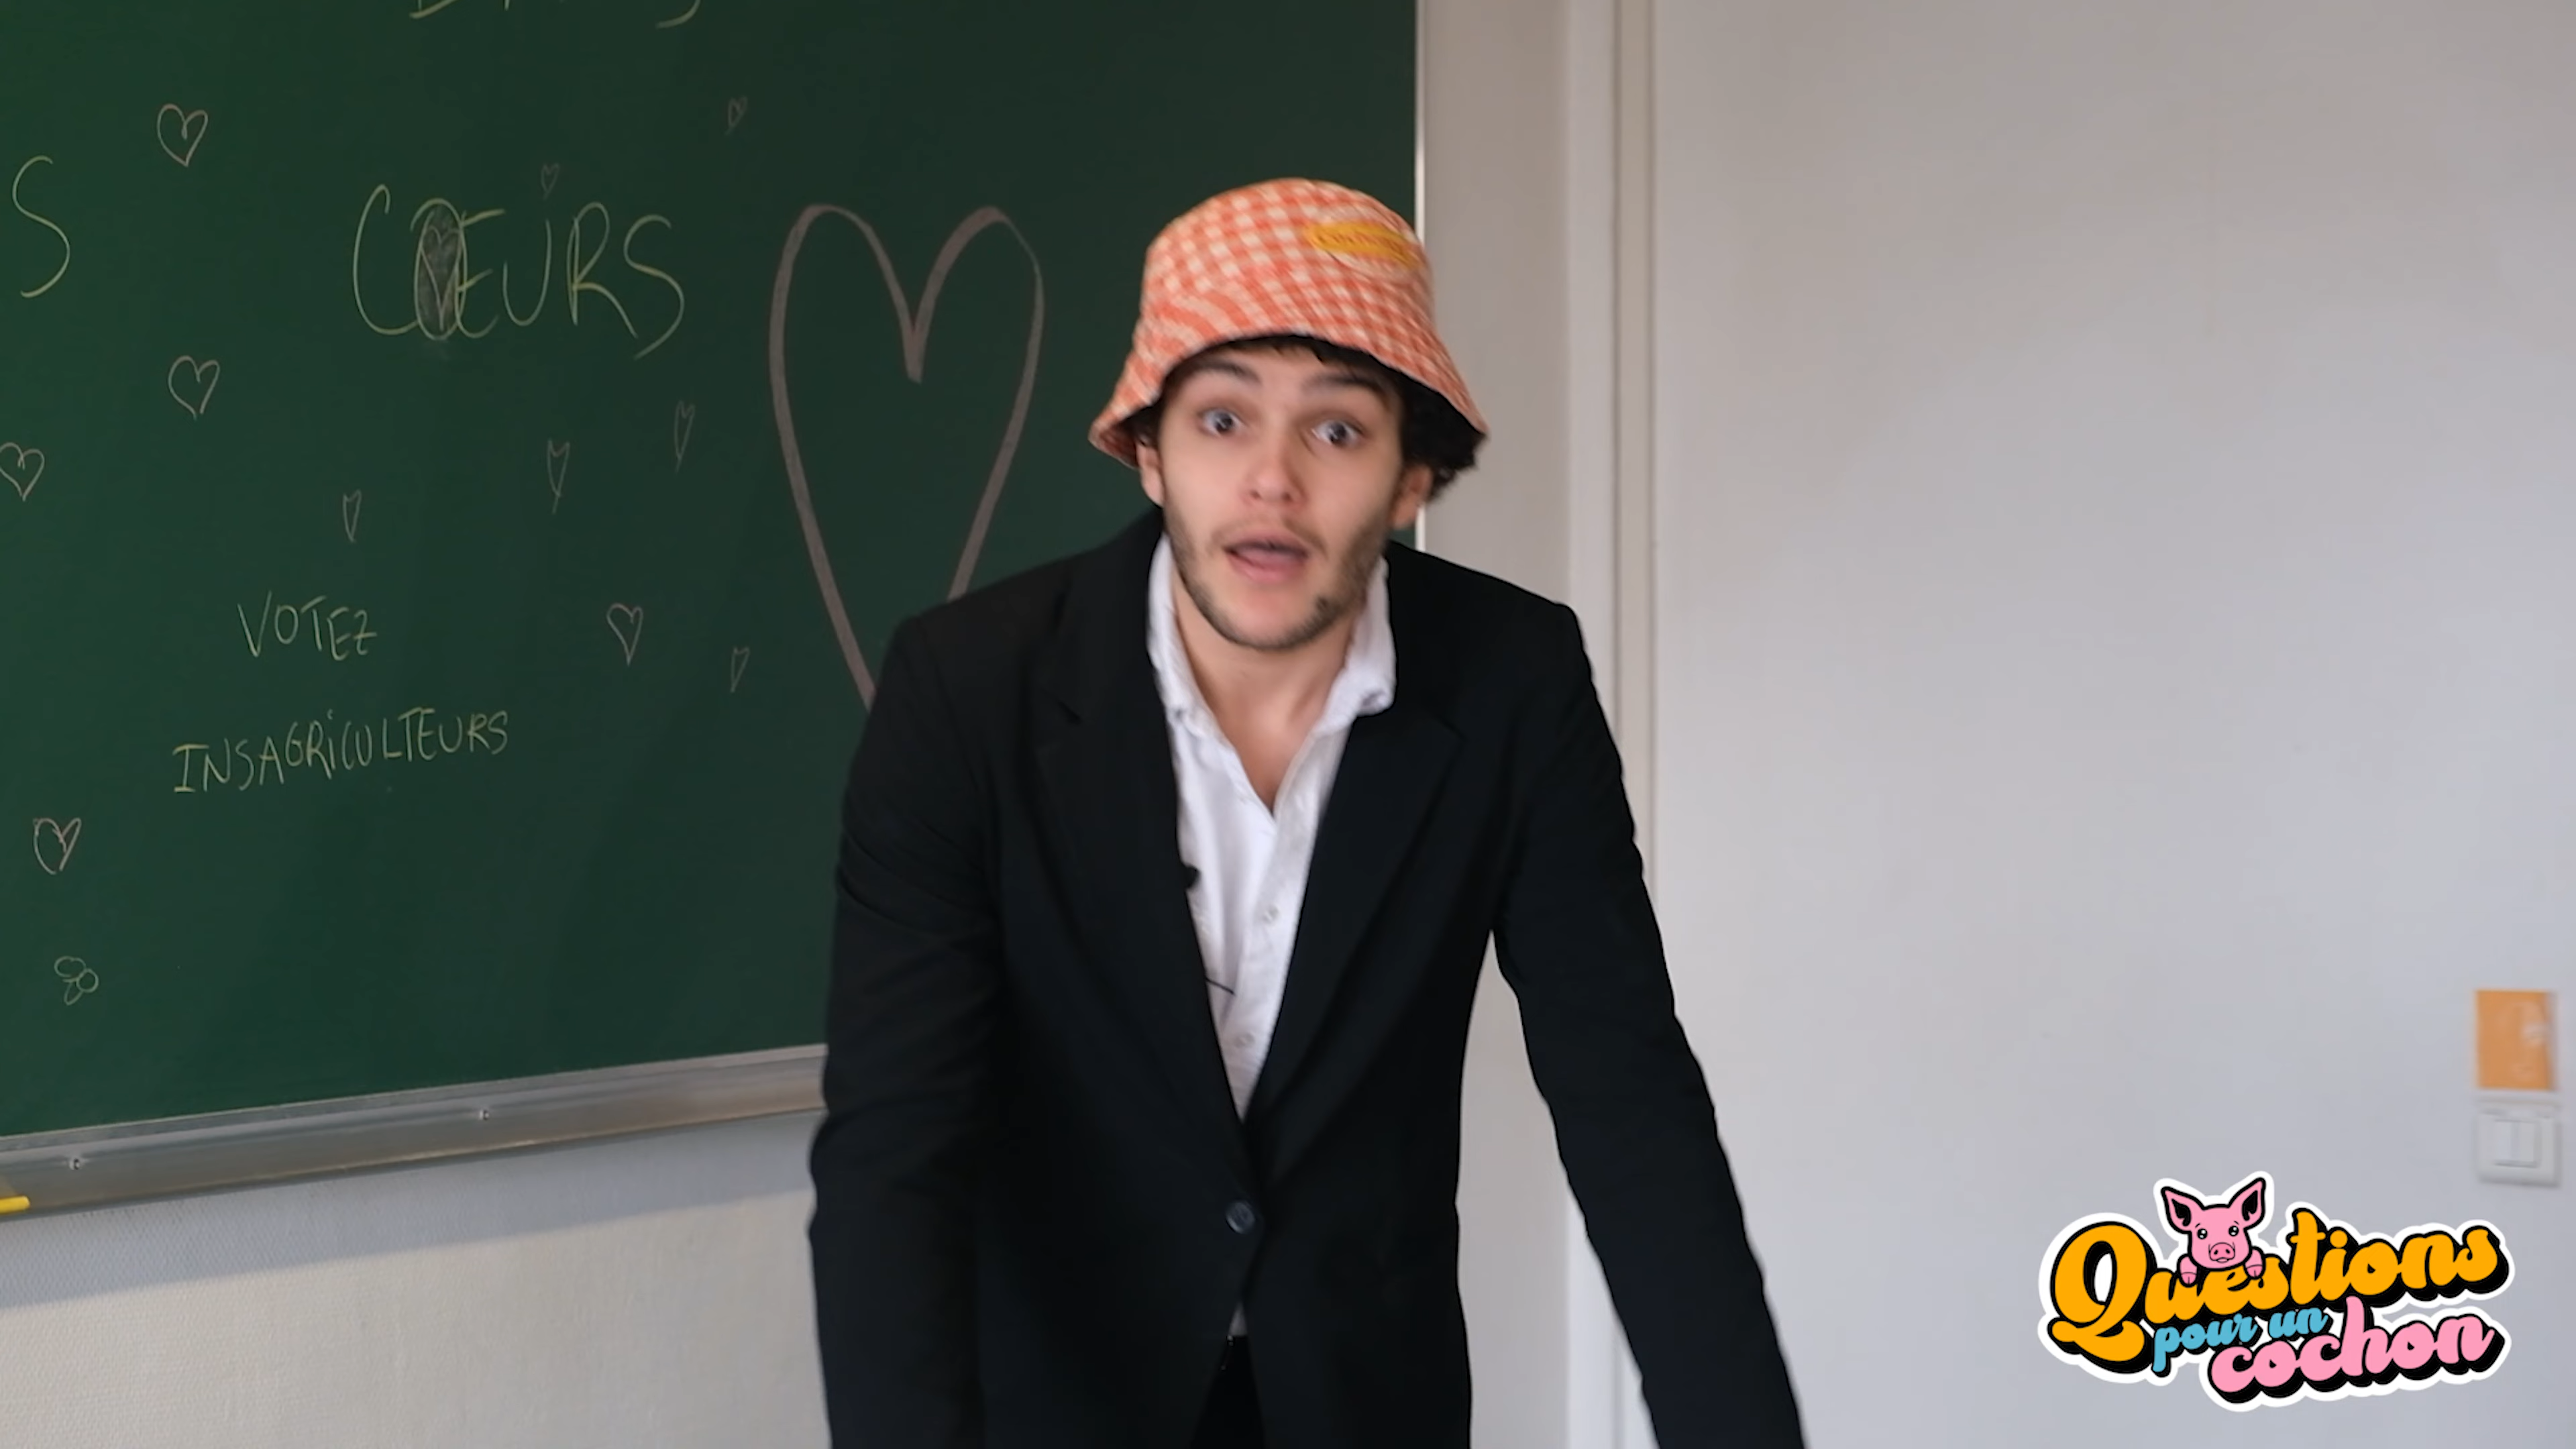 S
CŒURS
VOTEZ
INSAGRICULTEURS
Questions
pour un
cochon